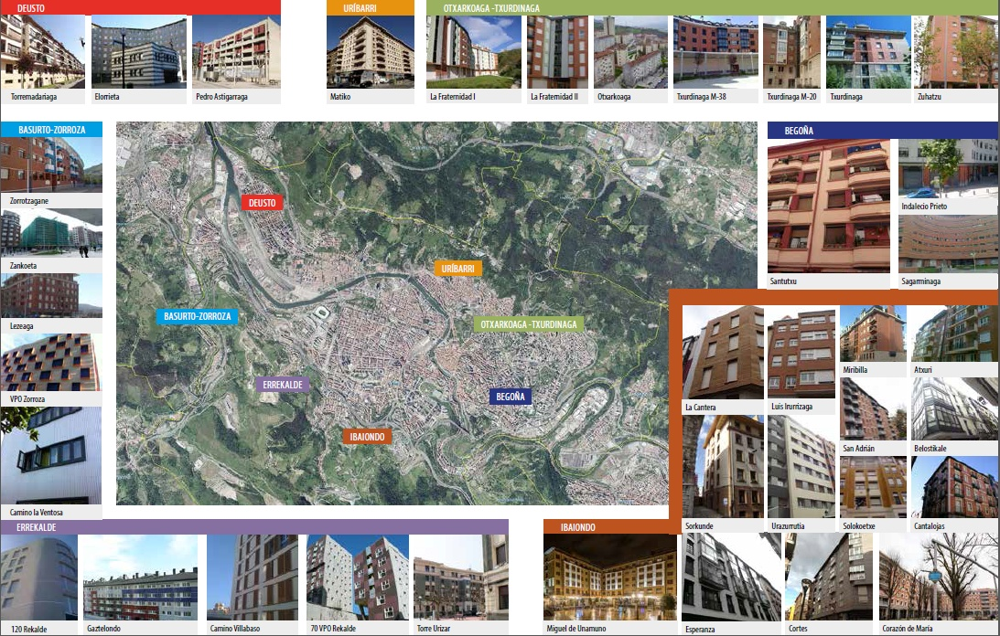 DEUSTO
Torremadariaga
Elorrieta
Pedro Astigarraga
URÍBARRI
Matiko
OTXARKOAGA -TXURDINAGA
La Fraternidad I
La Fraternidad II
Otxarkoaga
Txurdinaga M-38
Txurdinaga M-20
Txurdinaga
Zuhatzu
BASURTO-ZORROZA
Zorrotzagane
Zankoeta
Lezeaga
VPO Zorroza
Camino la Ventosa
DEUSTO
URÍBARRI
BASURTO-ZORROZA
OTXARKOAGA -TXURDINAGA
ERREKALDE
BEGOÑA
IBAIONDO
BEGOÑA
Santutxu
Indalecio Prieto
Sagarminaga
La Cantera
Luis Irurrizaga
Miribilla
Atxuri
San Adrián
Belostikale
Sorkunde
Urazurrutia
Solokoetxe
Cantalojas
ERREKALDE
120 Rekalde
Gaztelondo
Camino Villabaso
70 VPO Rekalde
Torre Urizar
IBAIONDO
Miguel de Unamuno
Esperanza
Cortes
Corazón de María